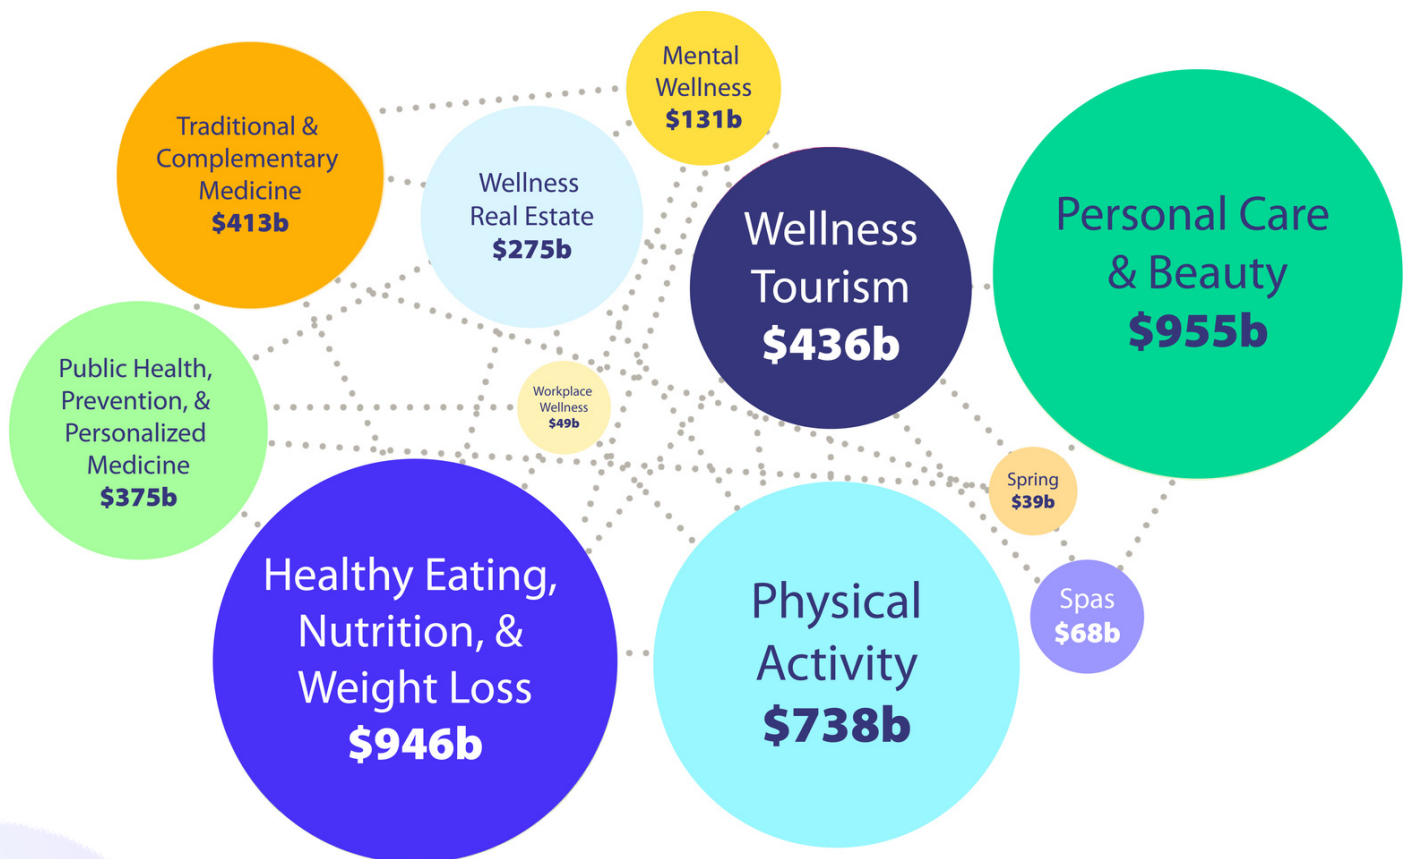 Mental
Wellness
$131b
Traditional &
Complementary
Medicine
$413b
Wellness
Real Estate
$275b
Wellness
Tourism
$436b
Personal Care
& Beauty
$955b
Public Health,
Prevention, &
Personalized
Medicine
$375b
Workplace
Wellness
$49b
Spring
$39b
Healthy Eating,
Nutrition, &
Weight Loss
$946b
Physical
Activity
$738b
Spas
$68b